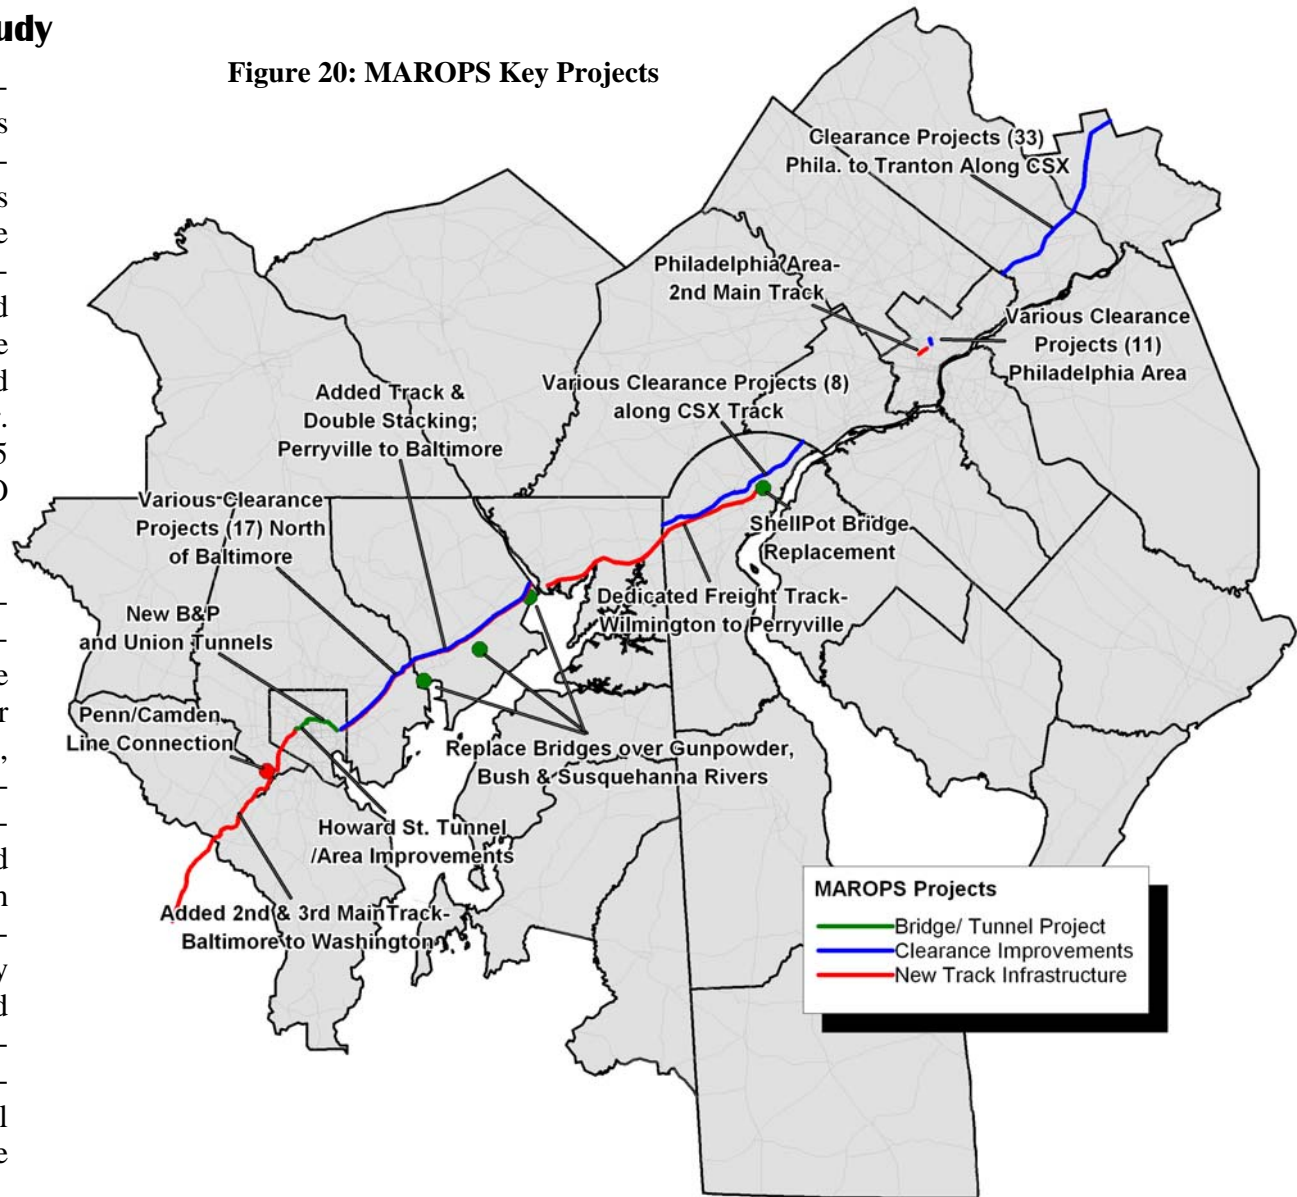 udy
Figure 20: MAROPS Key Projects
–
s
–
s
e
–
d
e
d
.
5
O
–
–
e
r
,
–
–
d
n
–
y
d
–
–
l
e
Clearance Projects (33)
Phila. to Tranton Along CSX
Philadelphia Area-
2nd Main Track
Various Clearance
Projects (11)
Philadelphia Area
Various Clearance Projects (8)
along CSX Track
Added Track &
Double Stacking;
Perryville to Baltimore
Various Clearance
Projects (17) North
of Baltimore
ShellPot Bridge
Replacement
New B&P
and Union Tunnels
Dedicated Freight Track-
Wilmington to Perryville
Penn/Camden
Line Connection
Replace Bridges over Gunpowder,
Bush & Susquehanna Rivers
Howard St. Tunnel
/Area Improvements
Added 2nd & 3rd MainTrack-
Baltimore to Washington
MAROPS Projects
Bridge/ Tunnel Project
Clearance Improvements
New Track Infrastructure